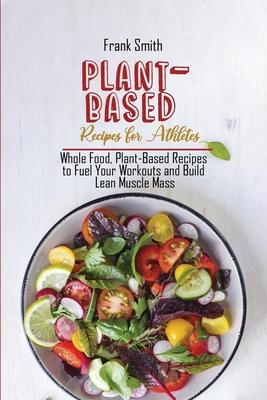 Frank Smith
PLANT-
BASED
Recipes for Athletes
Whole Food, Plant-Based Recipes
to Fuel Your Workouts and Build
Lean Muscle Mass